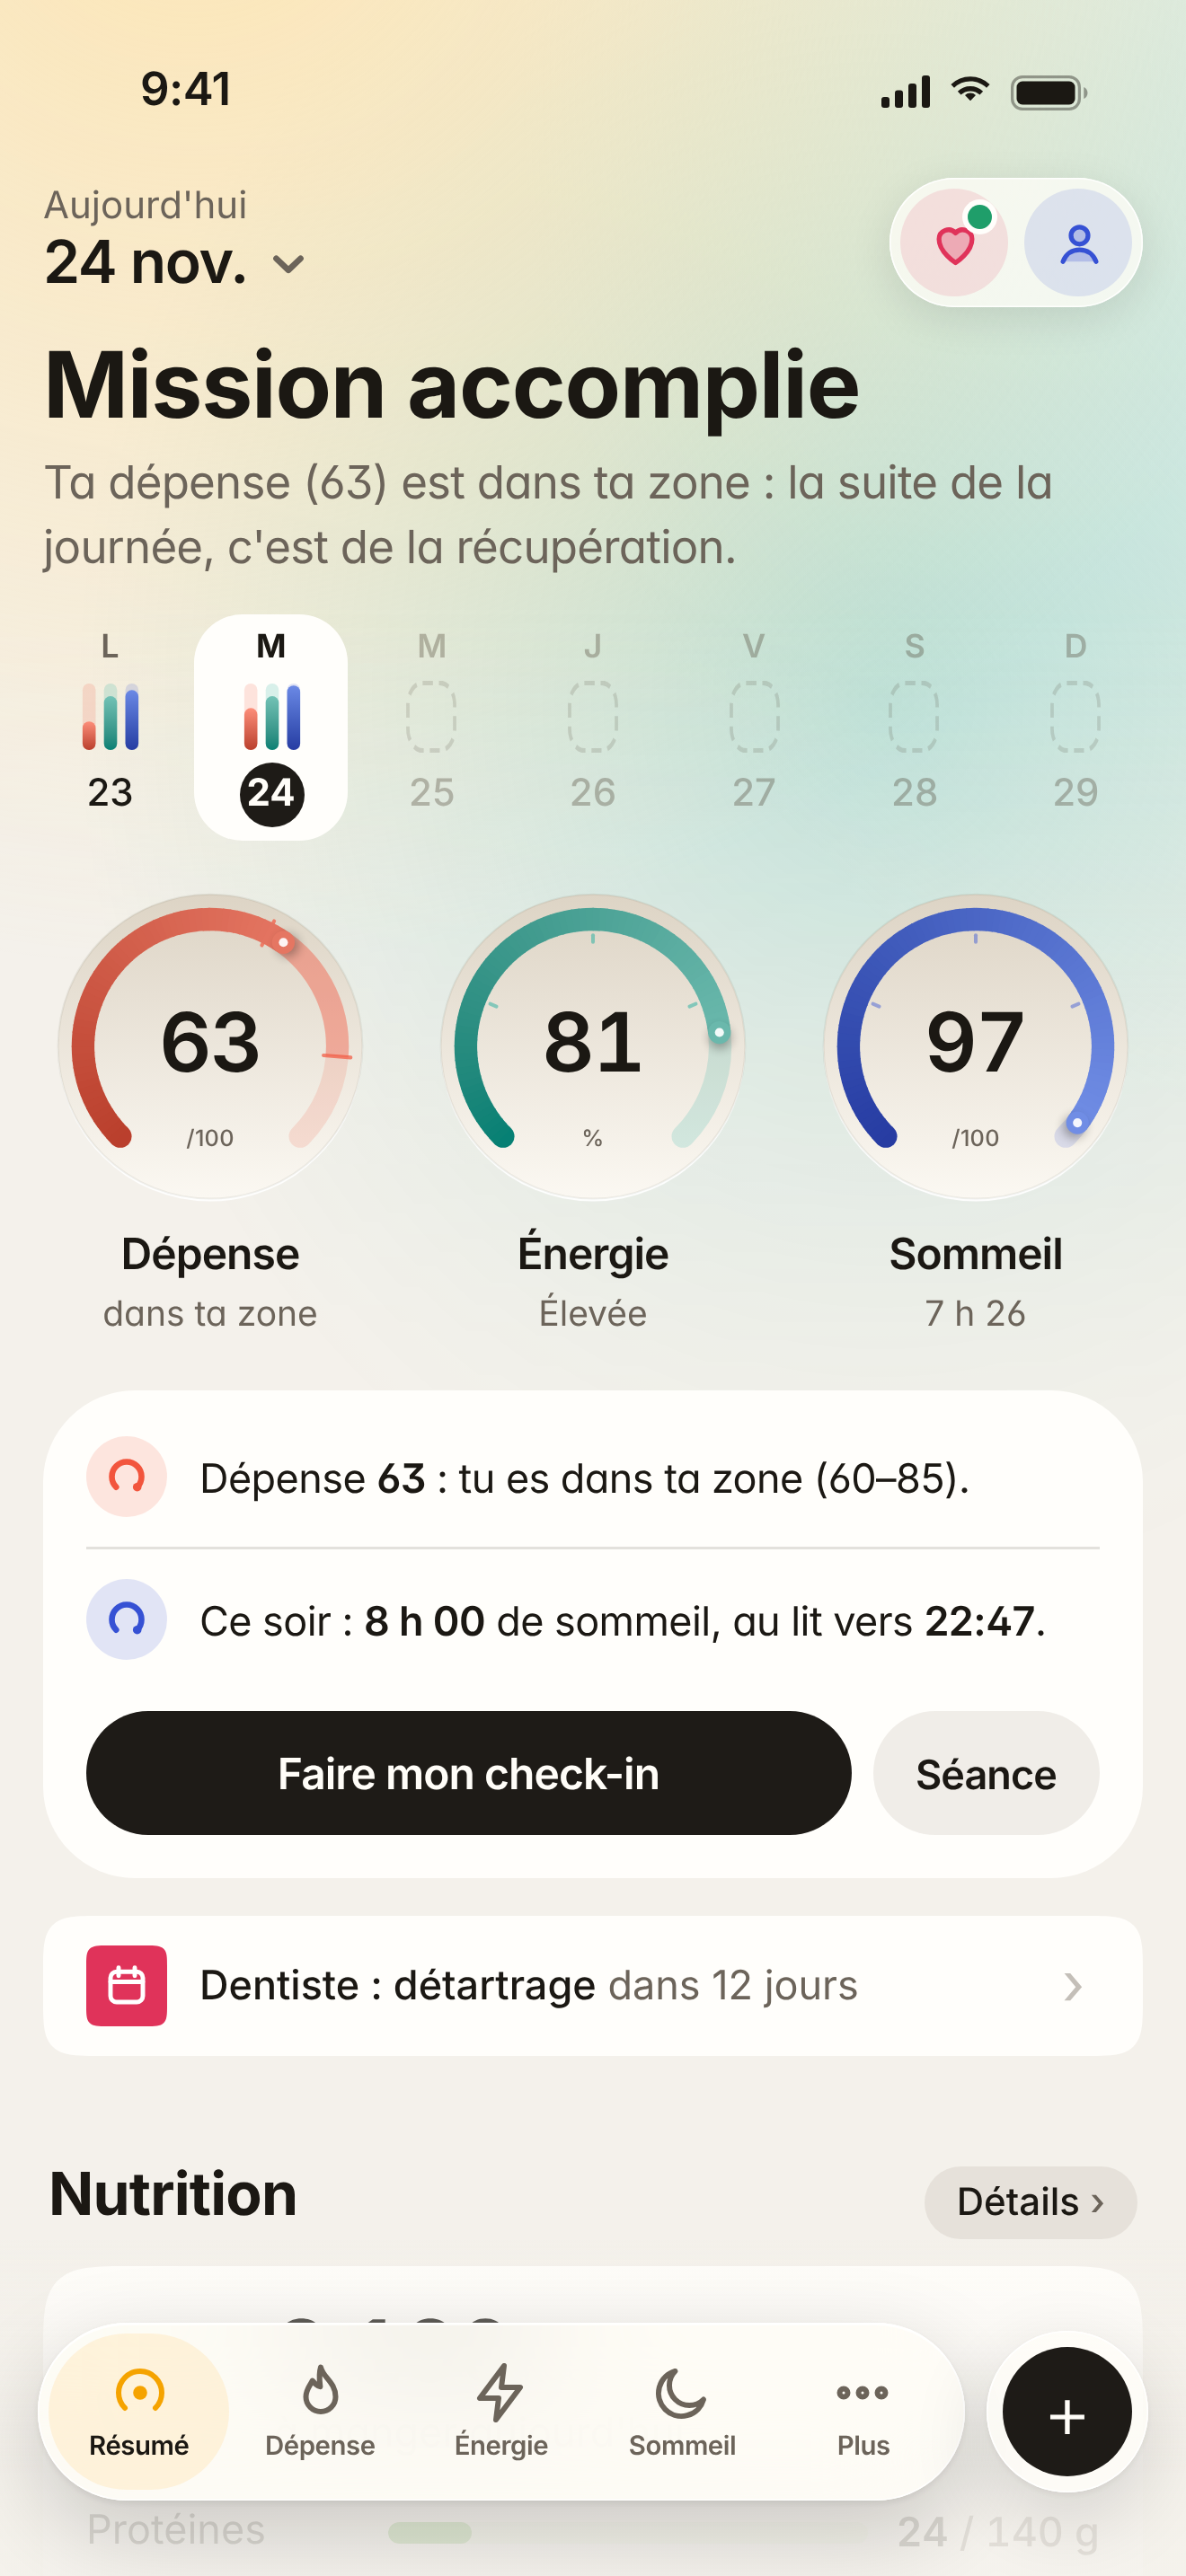 9:41
Aujourd'hui
24 nov.
Mission accomplie
Ta dépense (63) est dans ta zone : la suite de la
journée, c'est de la récupération.
L M M J V S D
23 24 25 26 27 28 29
63 81 97
/100 % /100
Dépense Énergie Sommeil
dans ta zone Élevée 7 h 26
Dépense 63 : tu es dans ta zone (60–85).
Ce soir : 8 h 00 de sommeil, au lit vers 22:47.
Faire mon check-in Séance
Dentiste : détartrage dans 12 jours
Nutrition Détails ›
Résumé Dépense Énergie Sommeil Plus +
Protéines 24 / 140 g